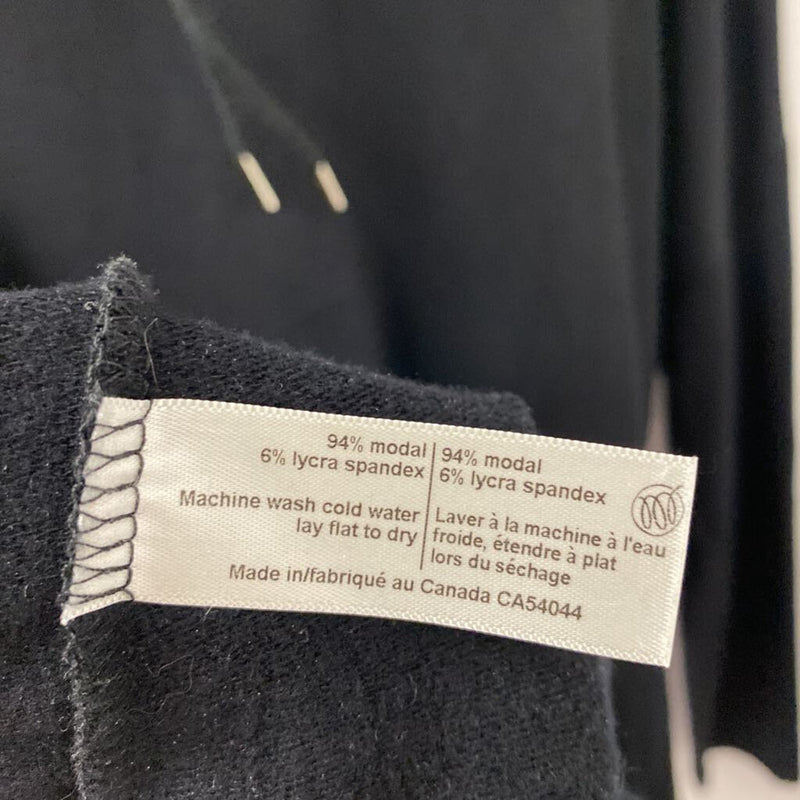 94% modal
6% lycra spandex
Machine wash cold water
lay flat to dry
94% modal
6% lycra spandex
Laver à la machine à l'eau
froide, étendre à plat
lors du séchage
Made in/fabriqué au Canada CA54044